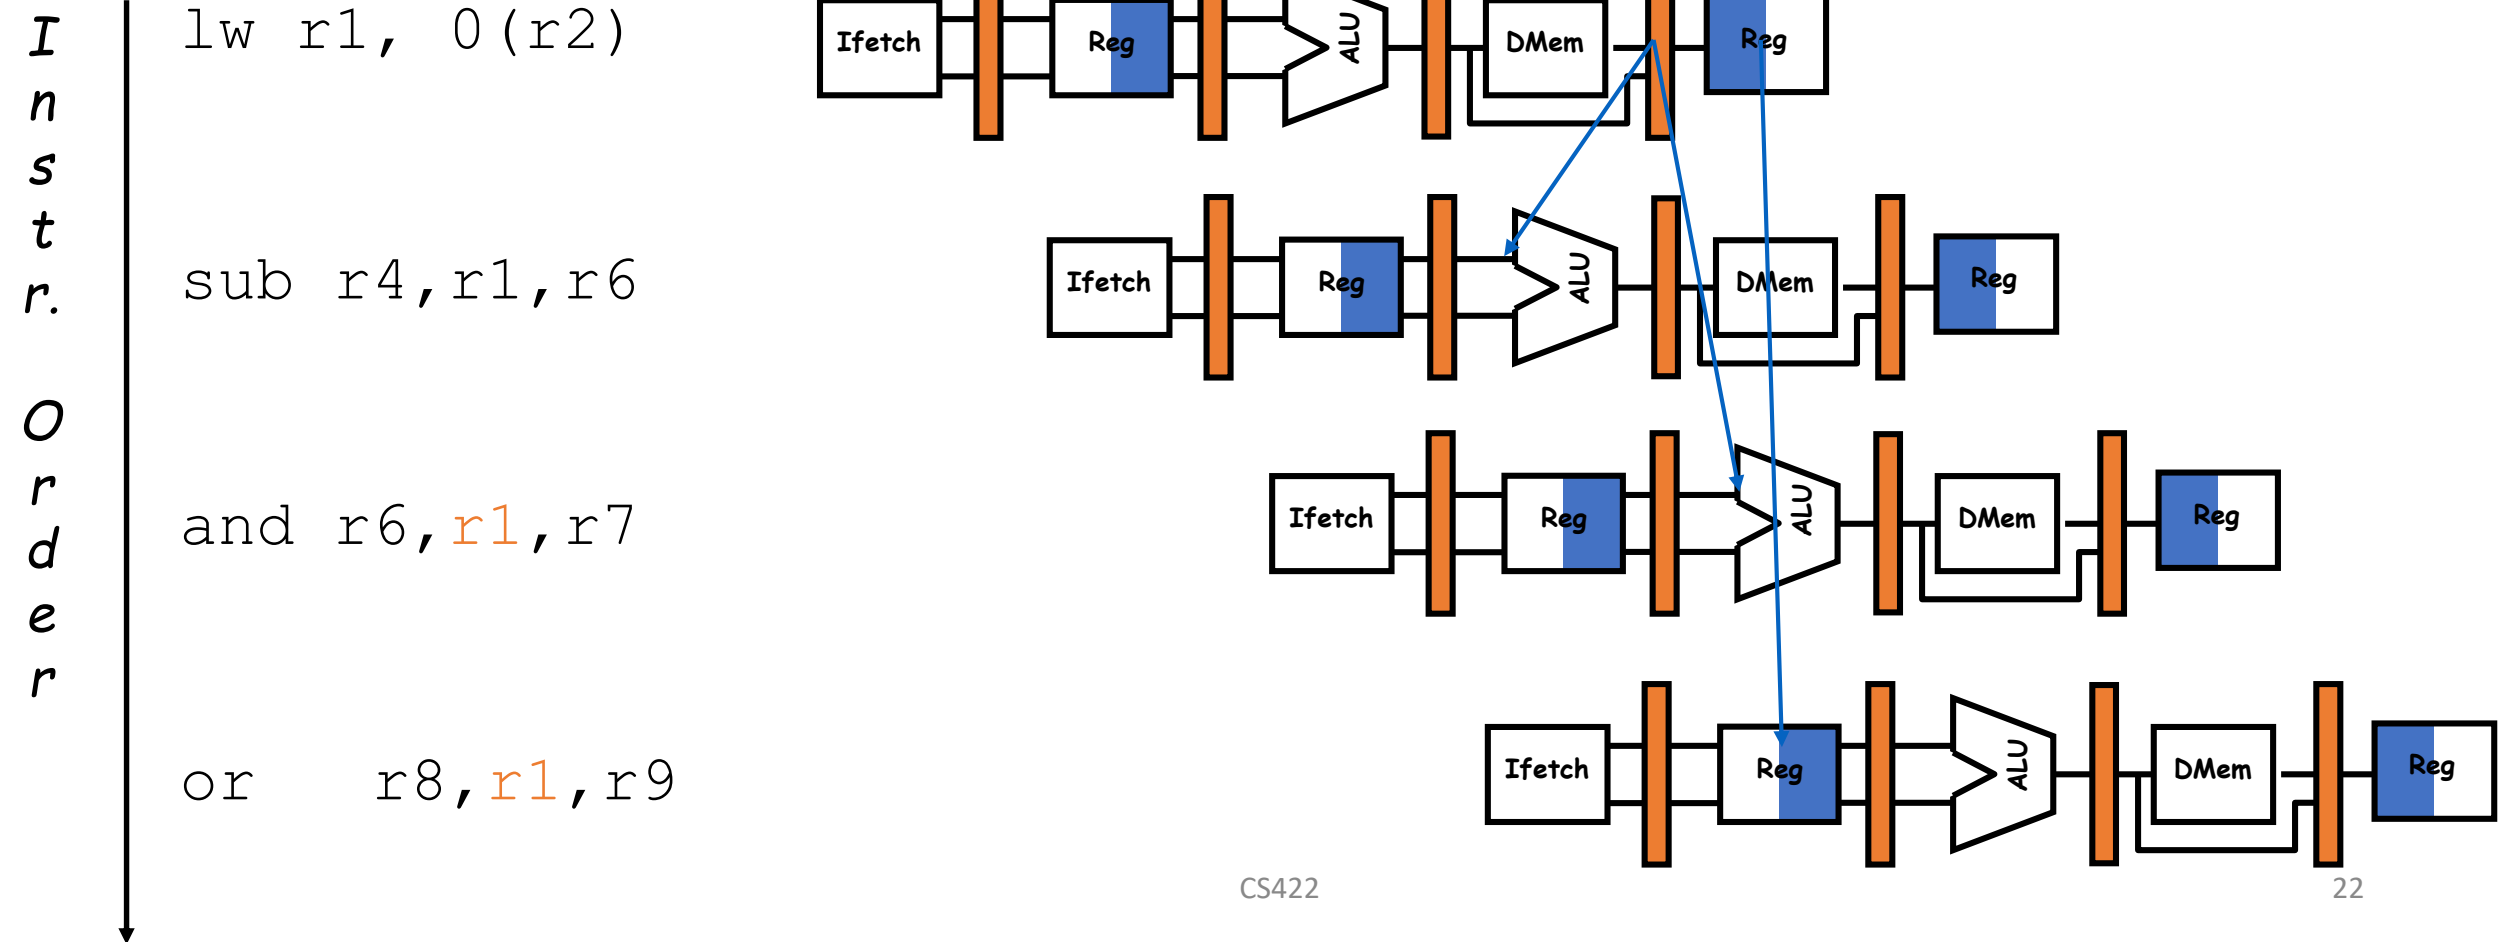 Instr. Order
lw r1, 0(r2)
Ifetch Reg ALU DMem Reg
sub r4,r1,r6
Ifetch Reg ALU DMem Reg
and r6,r1,r7
Ifetch Reg ALU DMem Reg
or r8,r1,r9
Ifetch Reg ALU DMem Reg
CS422
22